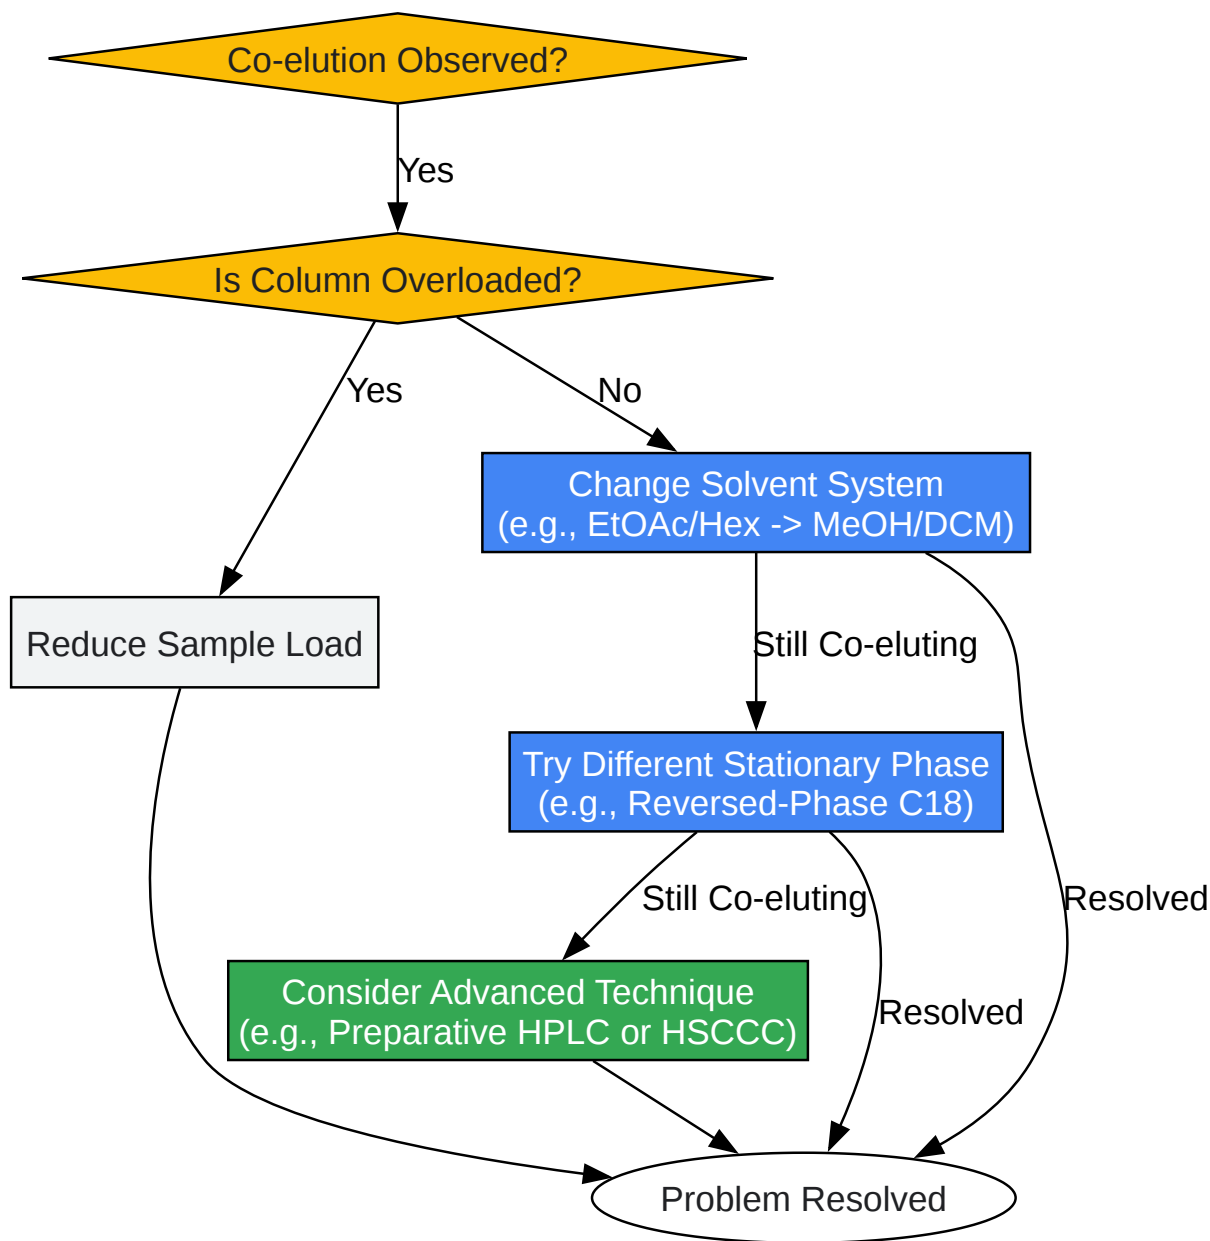 Co-elution Observed?
Yes
Is Column Overloaded?
Yes
No
Change Solvent System
(e.g., EtOAc/Hex -> MeOH/DCM)
Reduce Sample Load
Still Co-eluting
Try Different Stationary Phase
(e.g., Reversed-Phase C18)
Still Co-eluting
Resolved
Consider Advanced Technique
(e.g., Preparative HPLC or HSCCC)
Resolved
Problem Resolved